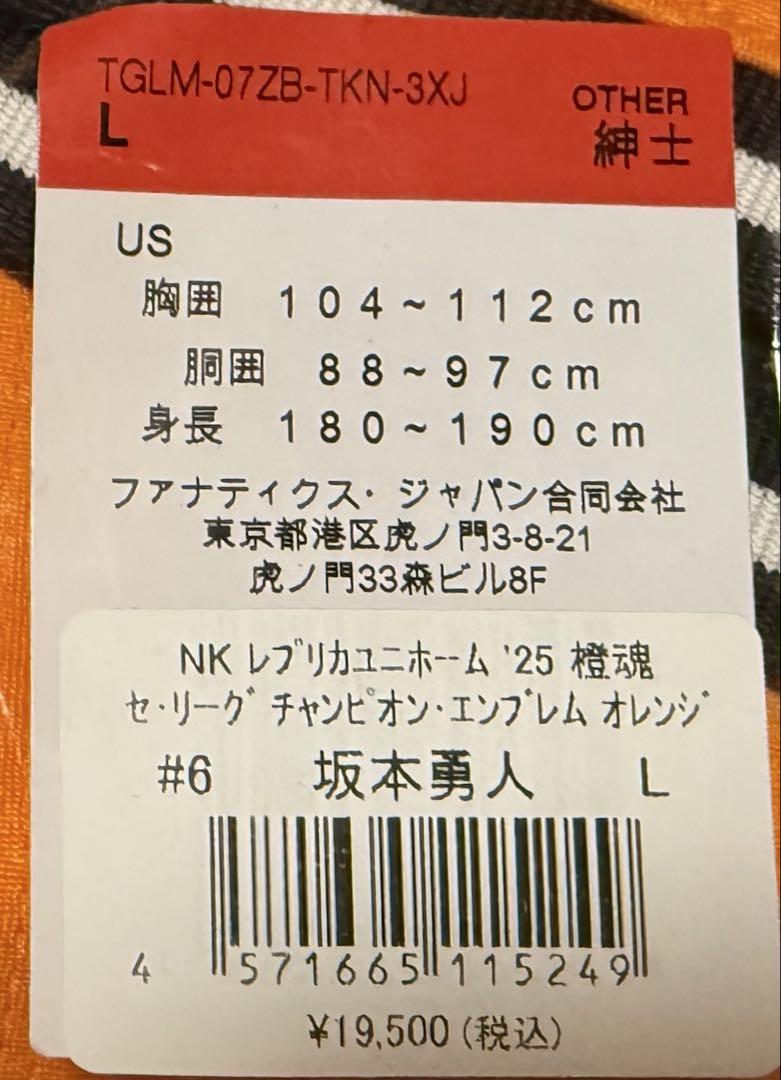 TGLM-07ZB-TKN-3XJ
L
OTHER
紳士
US
胸囲 104~112cm
胴囲 88~97cm
身長 180~190cm
ファナティクス・ジャパン合同会社
東京都港区虎ノ門3-8-21
虎ノ門33森ビル8F
NK レプリカユニホーム '25 橙魂
セ・リーグ チャンピオン・エンブレム オレンジ
#6 坂本勇人 L
4 571665 115249
¥19,500 (税込)